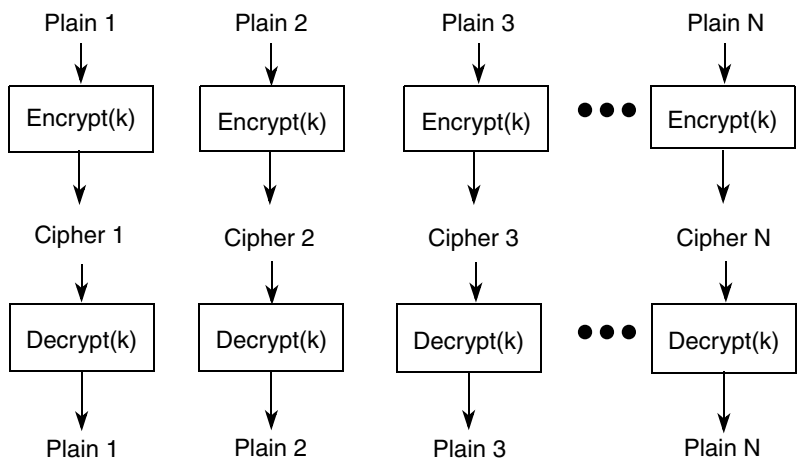 Plain 1 Plain 2 Plain 3 Plain N
Encrypt(k) Encrypt(k) Encrypt(k) Encrypt(k)
Cipher 1 Cipher 2 Cipher 3 Cipher N
Decrypt(k) Decrypt(k) Decrypt(k) Decrypt(k)
Plain 1 Plain 2 Plain 3 Plain N